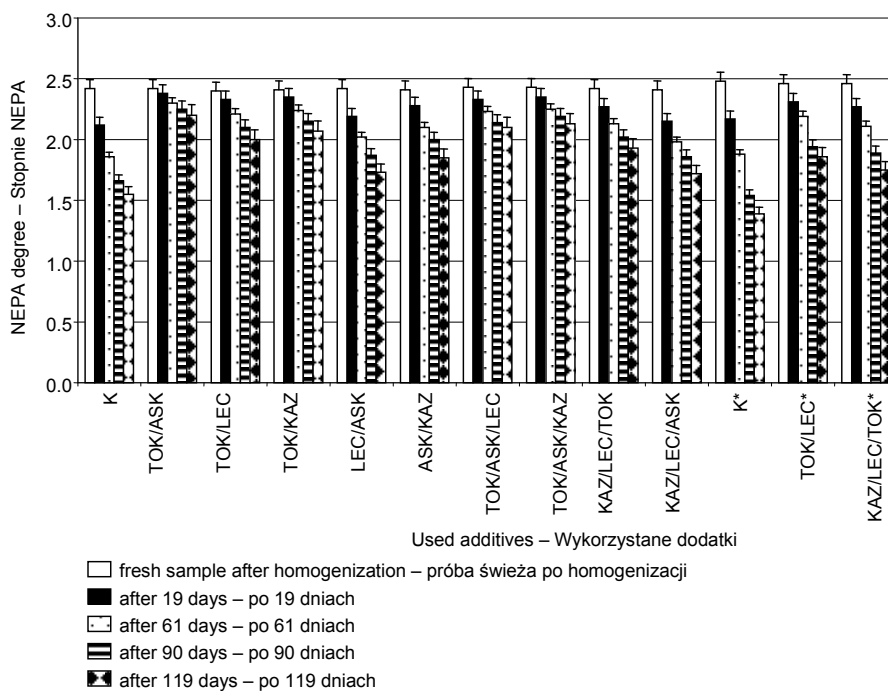 3.0
2.5
2.0
1.5
1.0
0.5
0.0
NEPA degree – Stopnie NEPA
K
TOK/ASK
TOK/LEC
TOK/KAZ
LEC/ASK
ASK/KAZ
TOK/ASK/LEC
TOK/ASK/KAZ
KAZ/LEC/TOK
KAZ/LEC/ASK
K*
TOK/LEC*
KAZ/LEC/TOK*
Used additives – Wykorzystane dodatki
fresh sample after homogenization – próba świeża po homogenizacji
after 19 days – po 19 dniach
after 61 days – po 61 dniach
after 90 days – po 90 dniach
after 119 days – po 119 dniach